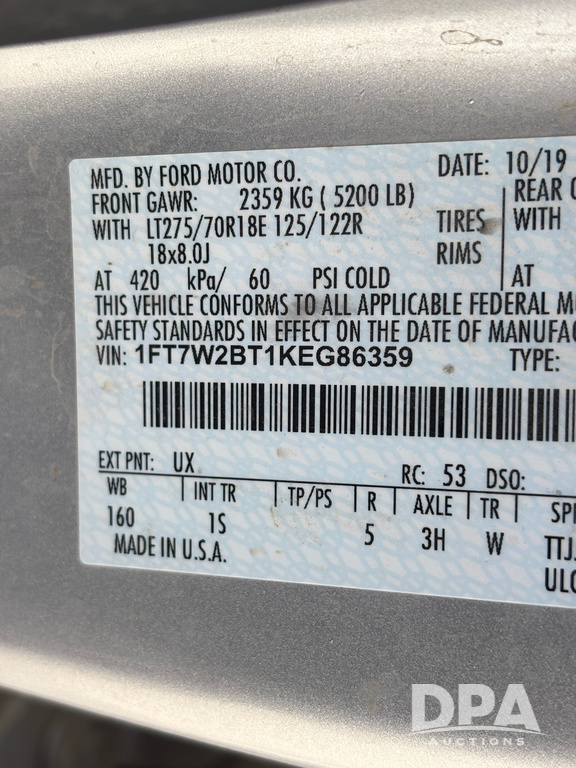 MFD. BY FORD MOTOR CO. DATE: 10/19
FRONT GAWR: 2359 KG ( 5200 LB) REAR
WITH LT275/70R18E 125/122R TIRES WITH
18x8.0J RIMS
AT 420 kPa/ 60 PSI COLD AT
THIS VEHICLE CONFORMS TO ALL APPLICABLE FEDERAL
SAFETY STANDARDS IN EFFECT ON THE DATE OF
VIN: 1FT7W2BT1KEG86359 TYPE:
EXT PNT: UX RC: 53 DSO:
WB INT TR TP/PS R AXLE TR
160 1S 5 3H W
MADE IN U.S.A.
DPA
AUCTIONS